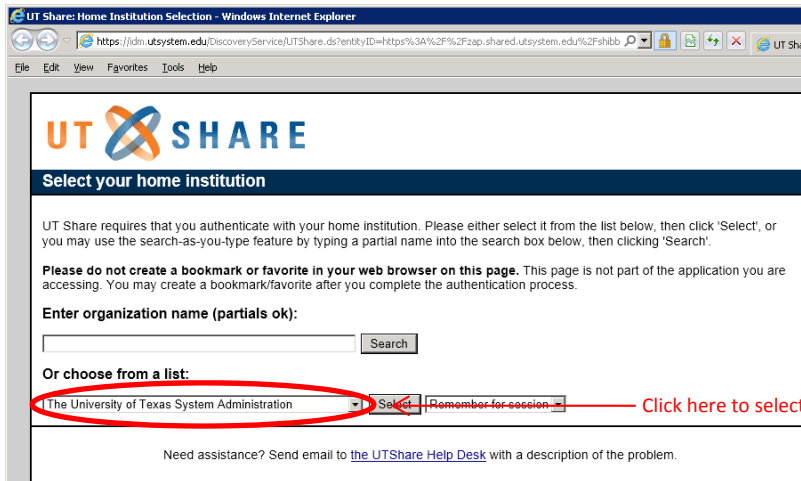 UT Share: Home Institution Selection - Windows Internet Explorer
https://idm.utsystem.edu/DiscoveryService/UTShare.ds?entityID=https%3A%2F%2Fzap.shared.utsystem.edu%2Fshibb
UT Sha
File Edit View Favorites Tools Help
UT SHARE
Select your home institution
UT Share requires that you authenticate with your home institution. Please either select it from the list below, then click 'Select', or
you may use the search-as-you-type feature by typing a partial name into the search box below, then clicking 'Search'.
Please do not create a bookmark or favorite in your web browser on this page. This page is not part of the application you are
accessing. You may create a bookmark/favorite after you complete the authentication process.
Enter organization name (partials ok):
Search
Or choose from a list:
The University of Texas System Administration Select Remember for session Click here to select
Need assistance? Send email to the UTShare Help Desk with a description of the problem.